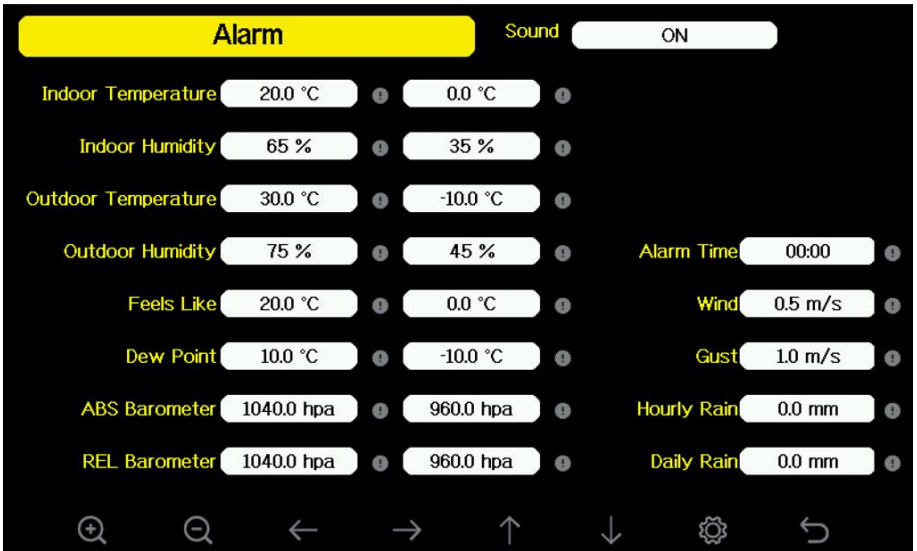 Alarm Sound ON
Indoor Temperature 20.0 °C 0.0 °C
Indoor Humidity 65 % 35 %
Outdoor Temperature 30.0 °C -10.0 °C
Outdoor Humidity 75 % 45 % Alarm Time 00:00
Feels Like 20.0 °C 0.0 °C Wind 0.5 m/s
Dew Point 10.0 °C -10.0 °C Gust 1.0 m/s
ABS Barometer 1040.0 hpa 960.0 hpa Hourly Rain 0.0 mm
REL Barometer 1040.0 hpa 960.0 hpa Daily Rain 0.0 mm